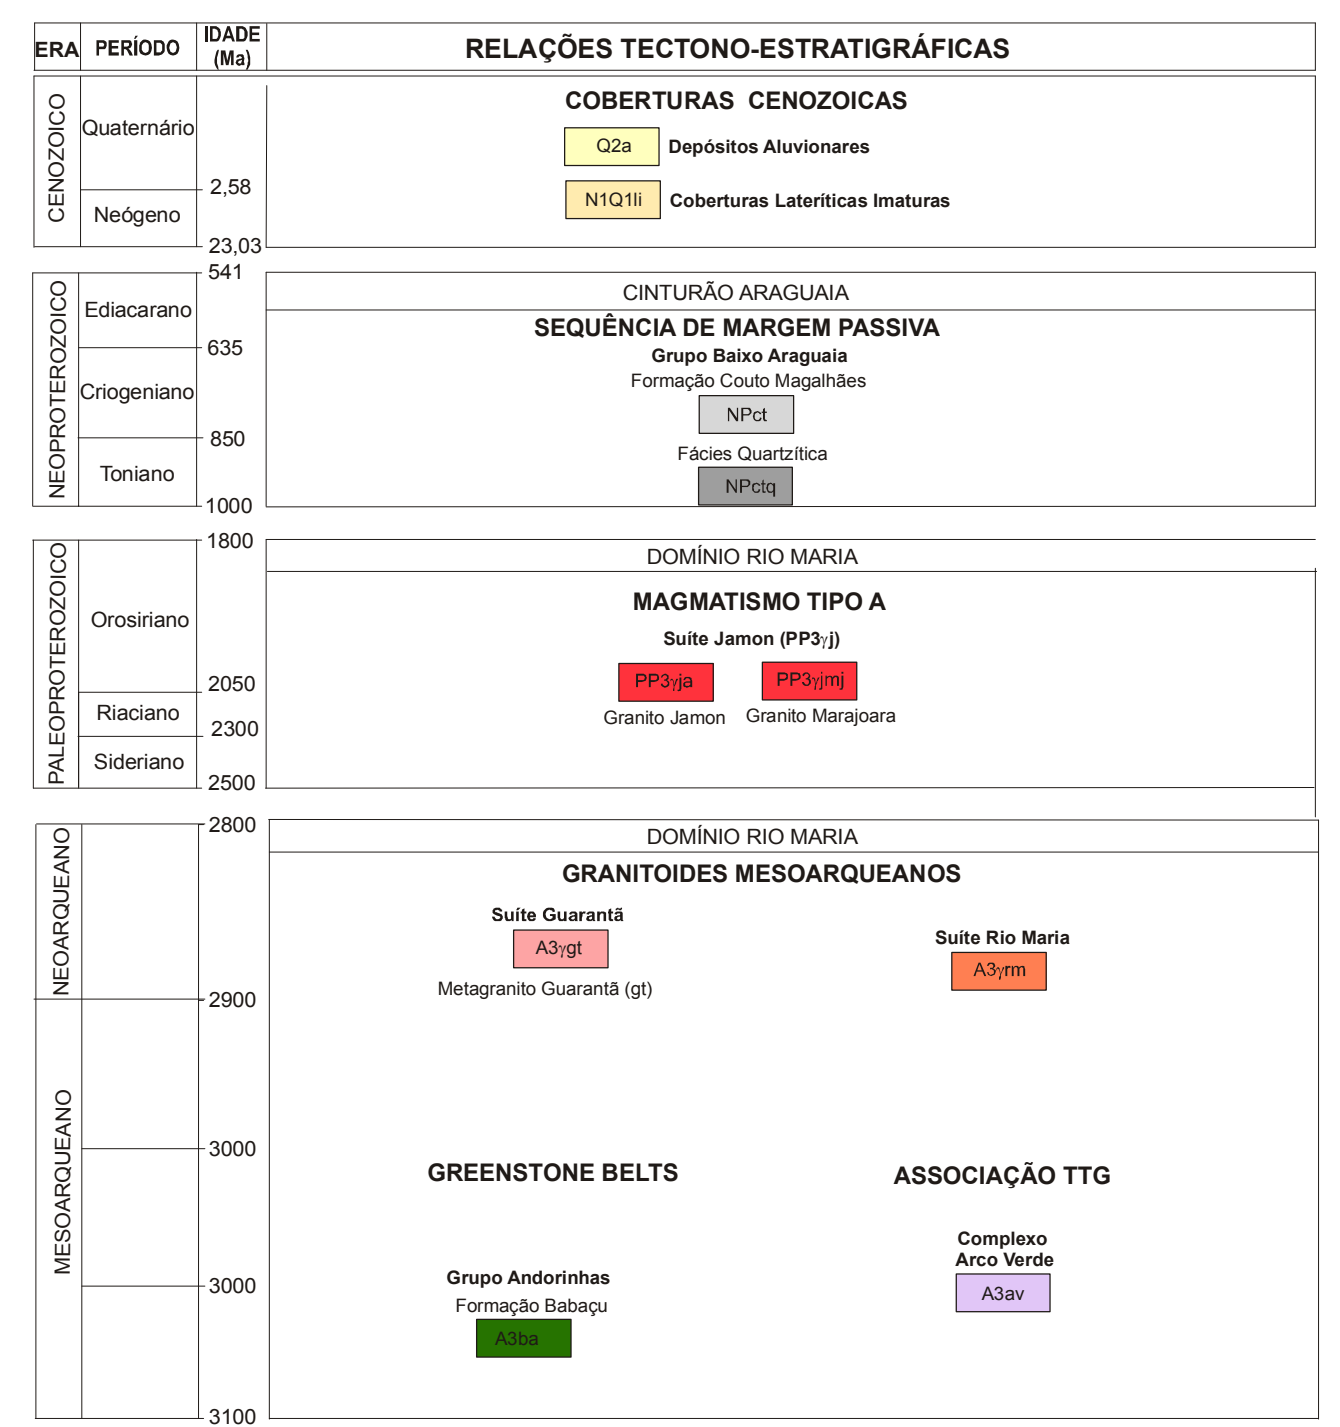 ERA PERÍODO IDADE (Ma) RELAÇÕES TECTONO-ESTRATIGRÁFICAS
CENOZOICO
Quaternário
2,58
Neógeno
23,03
COBERTURAS CENOZOICAS
Q2a Depósitos Aluvionares
N1Q1li Coberturas Lateríticas Imaturas
NEOPROTEROZOICO
541
Ediacarano
635
Criogeniano
850
Toniano
1000
CINTURÃO ARAGUAIA
SEQUÊNCIA DE MARGEM PASSIVA
Grupo Baixo Araguaia
Formação Couto Magalhães
NPct
Fácies Quartzítica
NPctq
PALEOPROTEROZOICO
1800
Orosiriano
2050
Riaciano
2300
Sideriano
2500
DOMÍNIO RIO MARIA
MAGMATISMO TIPO A
Suíte Jamon (PP3γj)
PP3γja PP3γjmj
Granito Jamon Granito Marajoara
NEOARQUEANO
2800
2900
MESOARQUEANO
3000
3000
3100
DOMÍNIO RIO MARIA
GRANITOIDES MESOARQUEANOS
Suíte Guarantã
A3γgt
Metagranito Guarantã (gt)
Suíte Rio Maria
A3γrm
GREENSTONE BELTS
Grupo Andorinhas
Formação Babaçu
A3ba
ASSOCIAÇÃO TTG
Complexo
Arco Verde
A3av